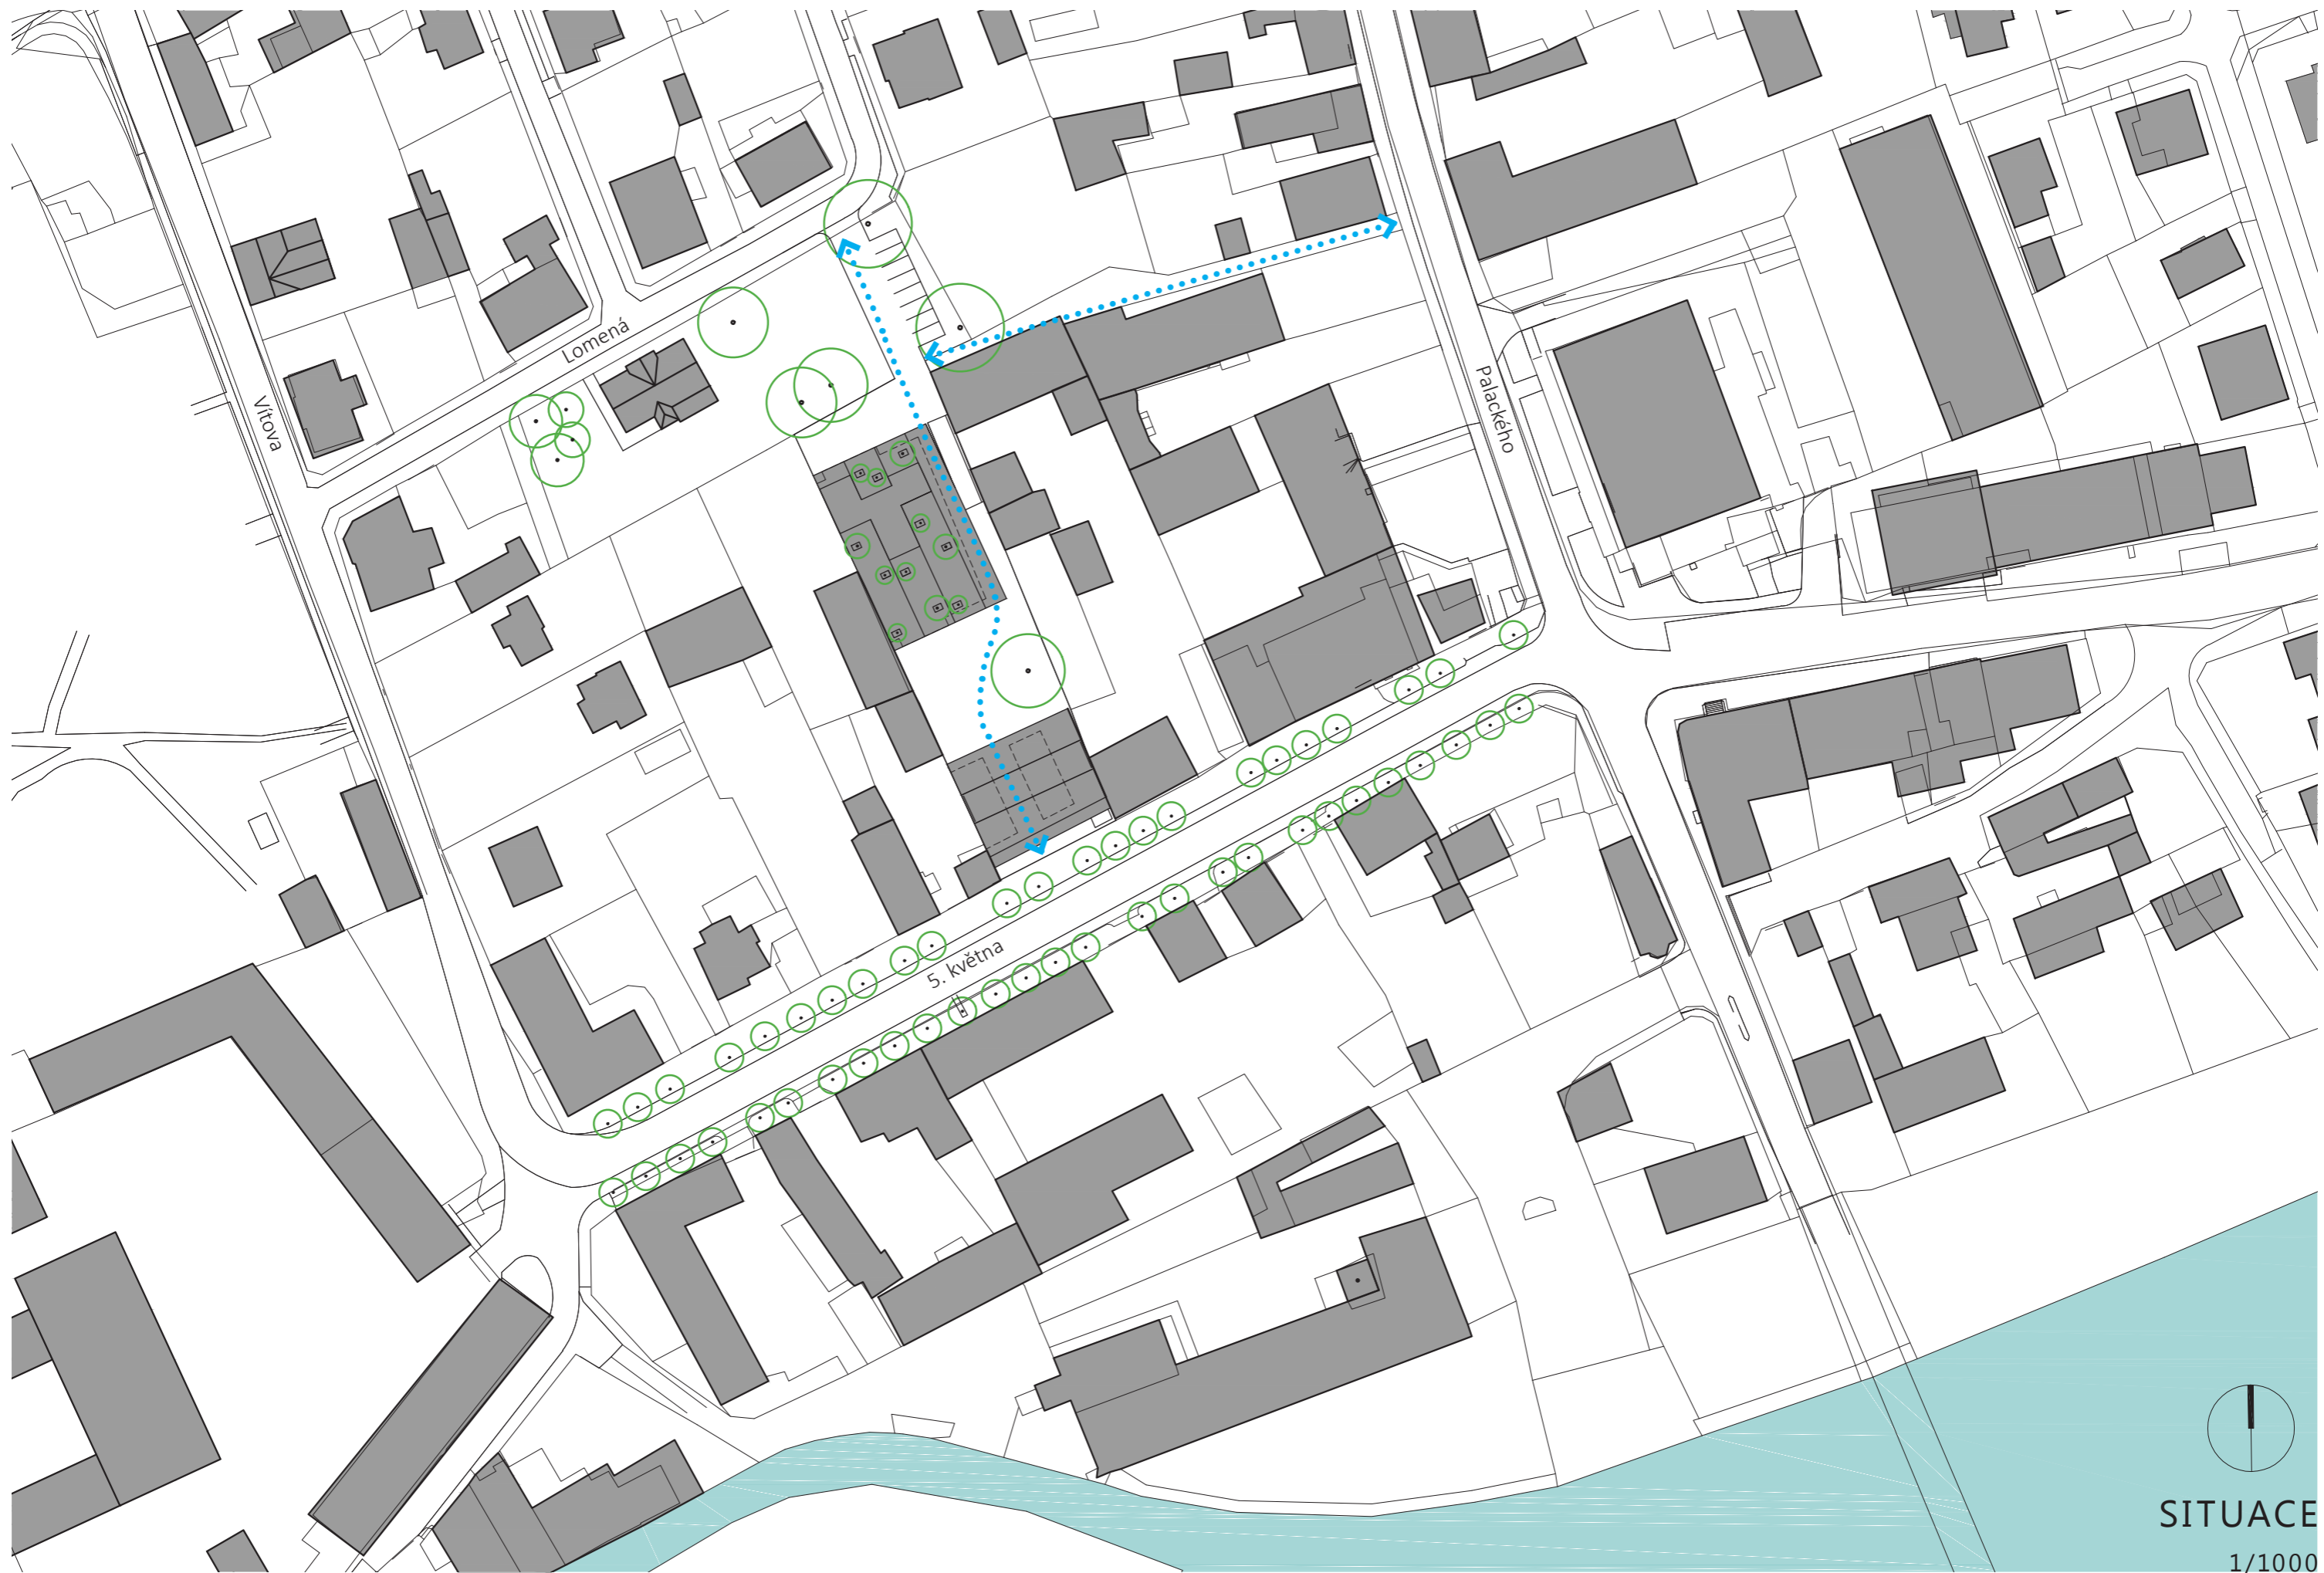 Lomená
Vítova
Palackého
5. května
SITUACE
1/1000